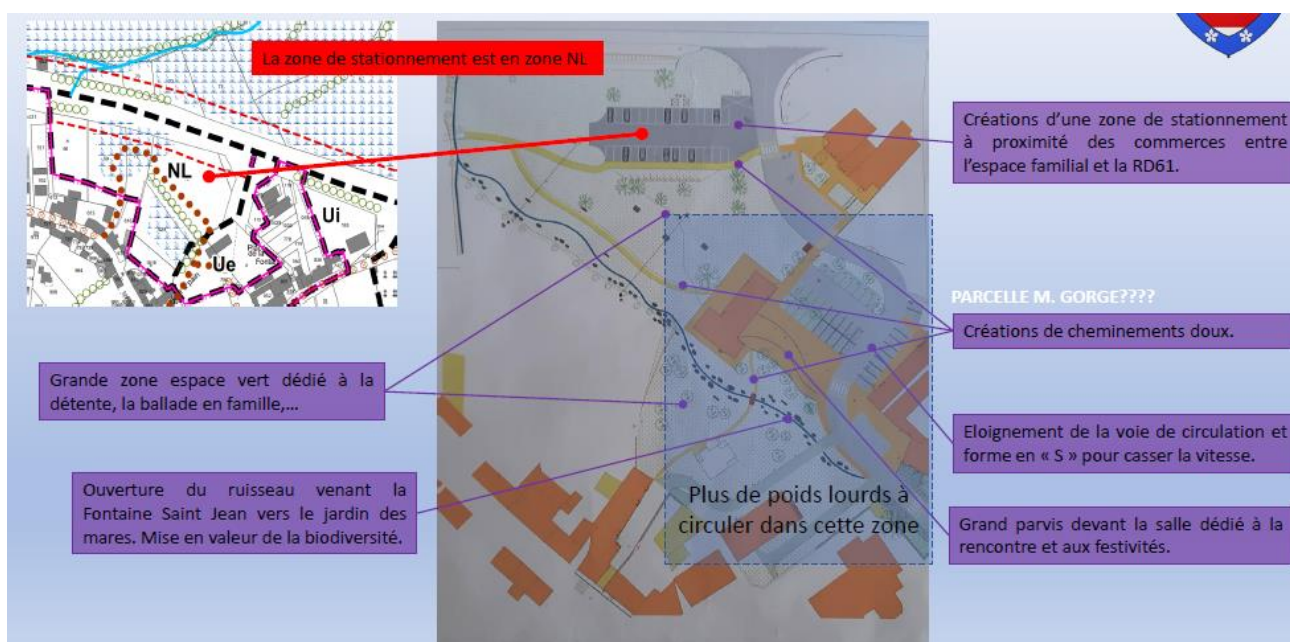 La zone de stationnement est en zone NL
NL
Ui
Ue
Créations d'une zone de stationnement
à proximité des commerces entre
l'espace familial et la RD61.
PARCELLE M. GORGE????
Créations de cheminements doux.
Grande zone espace vert dédié à la
détente, la ballade en famille,...
Eloignement de la voie de circulation et
forme en « S » pour casser la vitesse.
Ouverture du ruisseau venant la
Fontaine Saint Jean vers le jardin des
mares. Mise en valeur de la biodiversité.
Plus de poids lourds à
circuler dans cette zone
Grand parvis devant la salle dédié à la
rencontre et aux festivités.